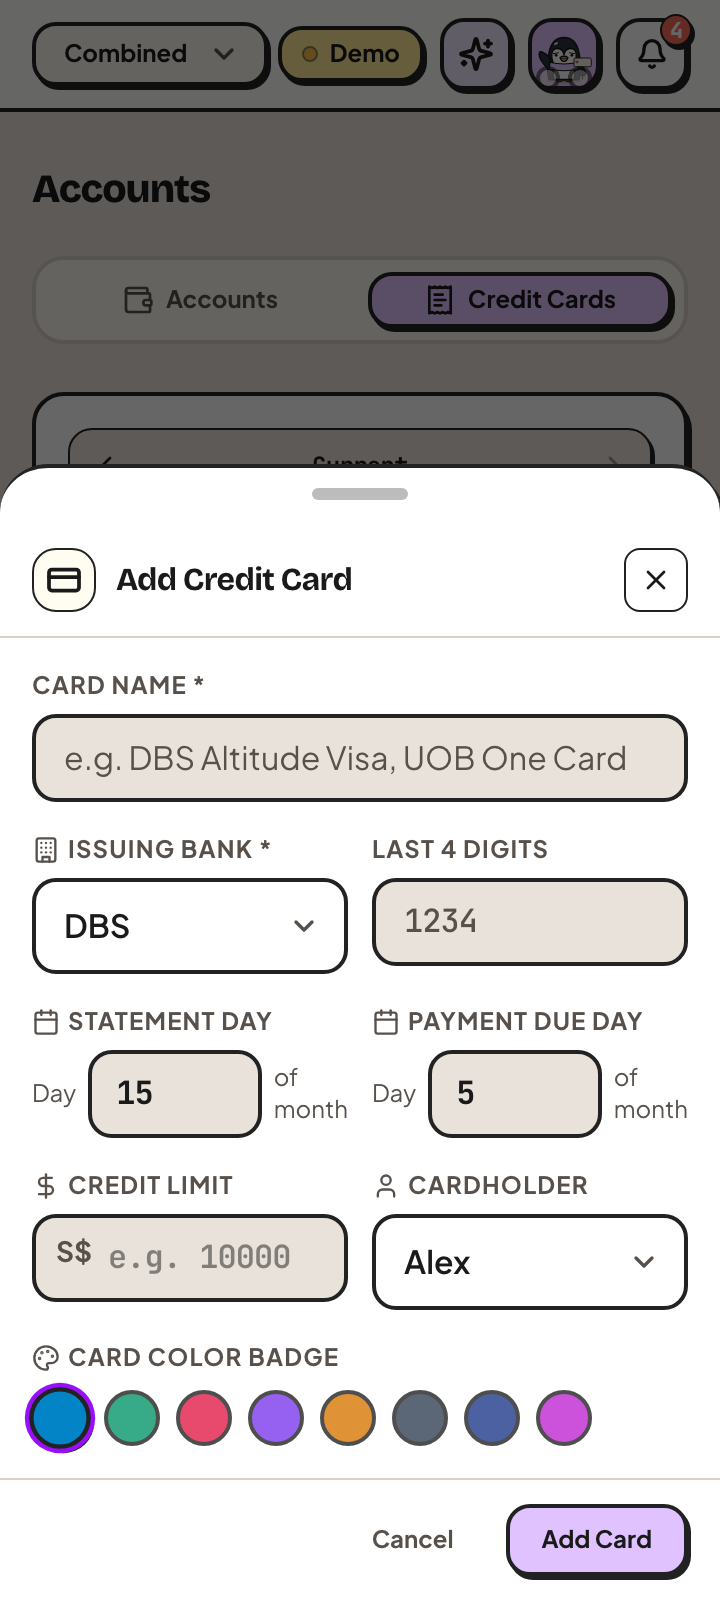 Combined
Demo
4
Accounts
Accounts
Credit Cards
Add Credit Card
CARD NAME *
e.g. DBS Altitude Visa, UOB One Card
ISSUING BANK *
LAST 4 DIGITS
DBS
1234
STATEMENT DAY
PAYMENT DUE DAY
Day 15 of month
Day 5 of month
CREDIT LIMIT
CARDHOLDER
S$ e.g. 10000
Alex
CARD COLOR BADGE
Cancel
Add Card